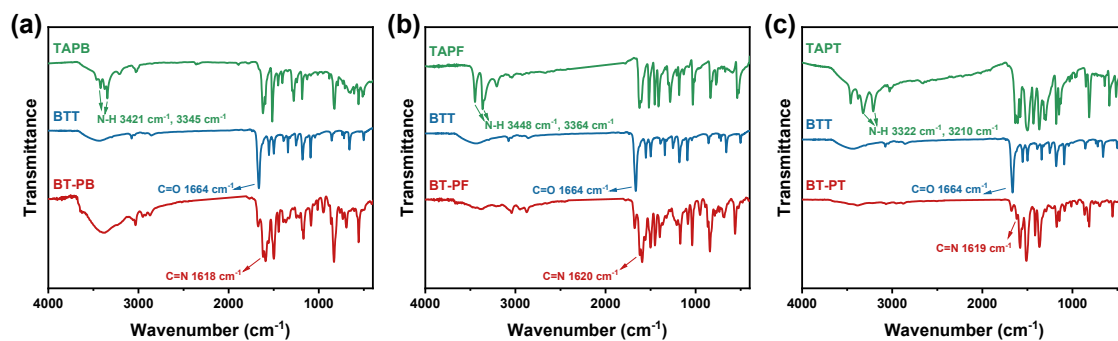 (a)
TAPB
N-H 3421 cm⁻¹, 3345 cm⁻¹
BTT
C=O 1664 cm⁻¹
BT-PB
C=N 1618 cm⁻¹
Transmittance
4000 3000 2000 1000
Wavenumber (cm⁻¹)
(b)
TAPF
N-H 3448 cm⁻¹, 3364 cm⁻¹
BTT
C=O 1664 cm⁻¹
BT-PF
C=N 1620 cm⁻¹
Transmittance
4000 3000 2000 1000
Wavenumber (cm⁻¹)
(c)
TAPT
N-H 3322 cm⁻¹, 3210 cm⁻¹
BTT
C=O 1664 cm⁻¹
BT-PT
C=N 1619 cm⁻¹
Transmittance
4000 3000 2000 1000
Wavenumber (cm⁻¹)